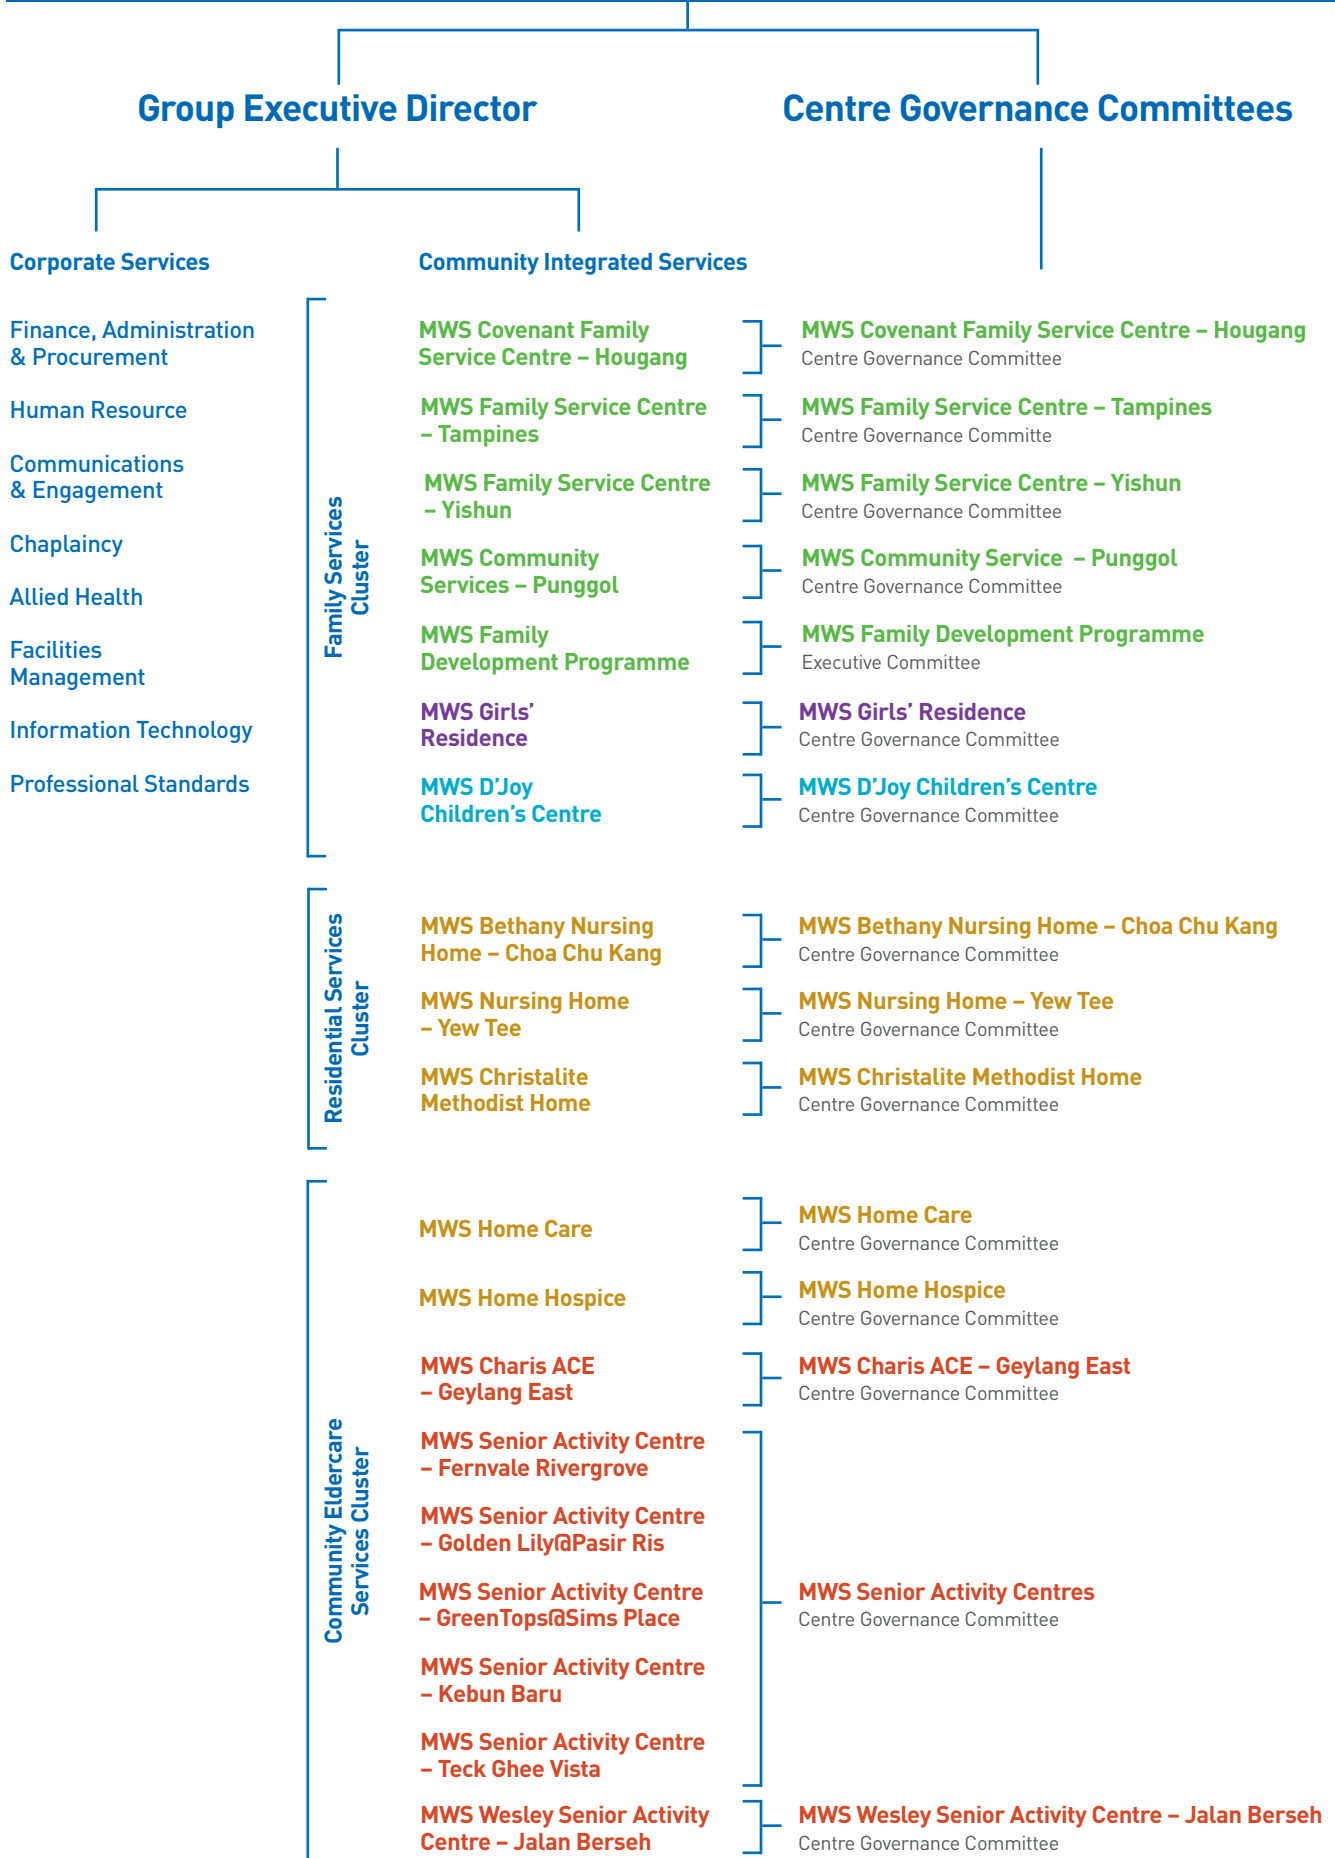 Group Executive Director
Centre Governance Committees
Corporate Services
Finance, Administration
& Procurement
Human Resource
Communications
& Engagement
Chaplaincy
Allied Health
Facilities
Management
Information Technology
Professional Standards
Community Integrated Services
Family Services
Cluster
MWS Covenant Family
Service Centre – Hougang
MWS Covenant Family Service Centre – Hougang
Centre Governance Committee
MWS Family Service Centre
– Tampines
MWS Family Service Centre – Tampines
Centre Governance Committe
MWS Family Service Centre
– Yishun
MWS Family Service Centre – Yishun
Centre Governance Committee
MWS Community
Services – Punggol
MWS Community Service – Punggol
Centre Governance Committee
MWS Family
Development Programme
MWS Family Development Programme
Executive Committee
MWS Girls’
Residence
MWS Girls’ Residence
Centre Governance Committee
MWS D’Joy
Children’s Centre
MWS D’Joy Children’s Centre
Centre Governance Committee
Residential Services
Cluster
MWS Bethany Nursing
Home – Choa Chu Kang
MWS Bethany Nursing Home – Choa Chu Kang
Centre Governance Committee
MWS Nursing Home
– Yew Tee
MWS Nursing Home – Yew Tee
Centre Governance Committee
MWS Christalite
Methodist Home
MWS Christalite Methodist Home
Centre Governance Committee
Community Eldercare
Services Cluster
MWS Home Care
MWS Home Care
Centre Governance Committee
MWS Home Hospice
MWS Home Hospice
Centre Governance Committee
MWS Charis ACE
– Geylang East
MWS Charis ACE – Geylang East
Centre Governance Committee
MWS Senior Activity Centre
– Fernvale Rivergrove
MWS Senior Activity Centre
– Golden Lily@Pasir Ris
MWS Senior Activity Centre
– GreenTops@Sims Place
MWS Senior Activity Centre
– Kebun Baru
MWS Senior Activity Centre
– Teck Ghee Vista
MWS Senior Activity Centres
Centre Governance Committee
MWS Wesley Senior Activity
Centre – Jalan Berseh
MWS Wesley Senior Activity Centre – Jalan Berseh
Centre Governance Committee